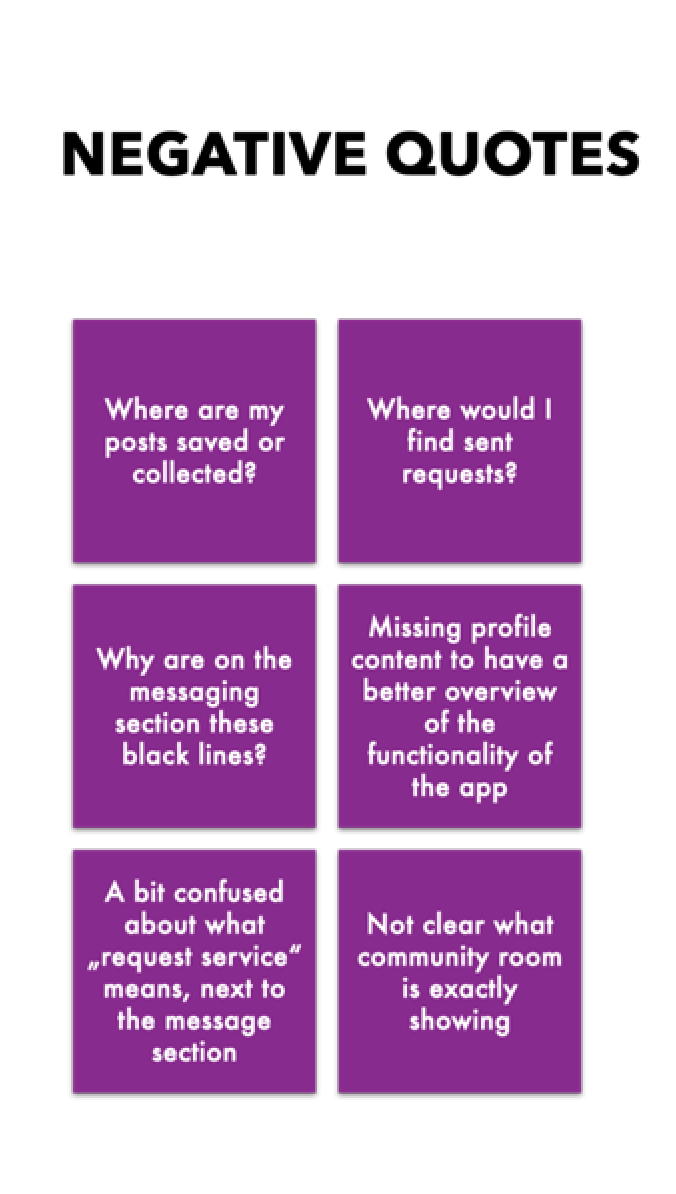 NEGATIVE QUOTES
Where are my
posts saved or
collected?
Where would I
find sent
requests?
Why are on the
messaging
section these
black lines?
Missing profile
content to have a
better overview
of the
functionality of
the app
A bit confused
about what
„request service“
means, next to
the message
section
Not clear what
community room
is exactly
showing